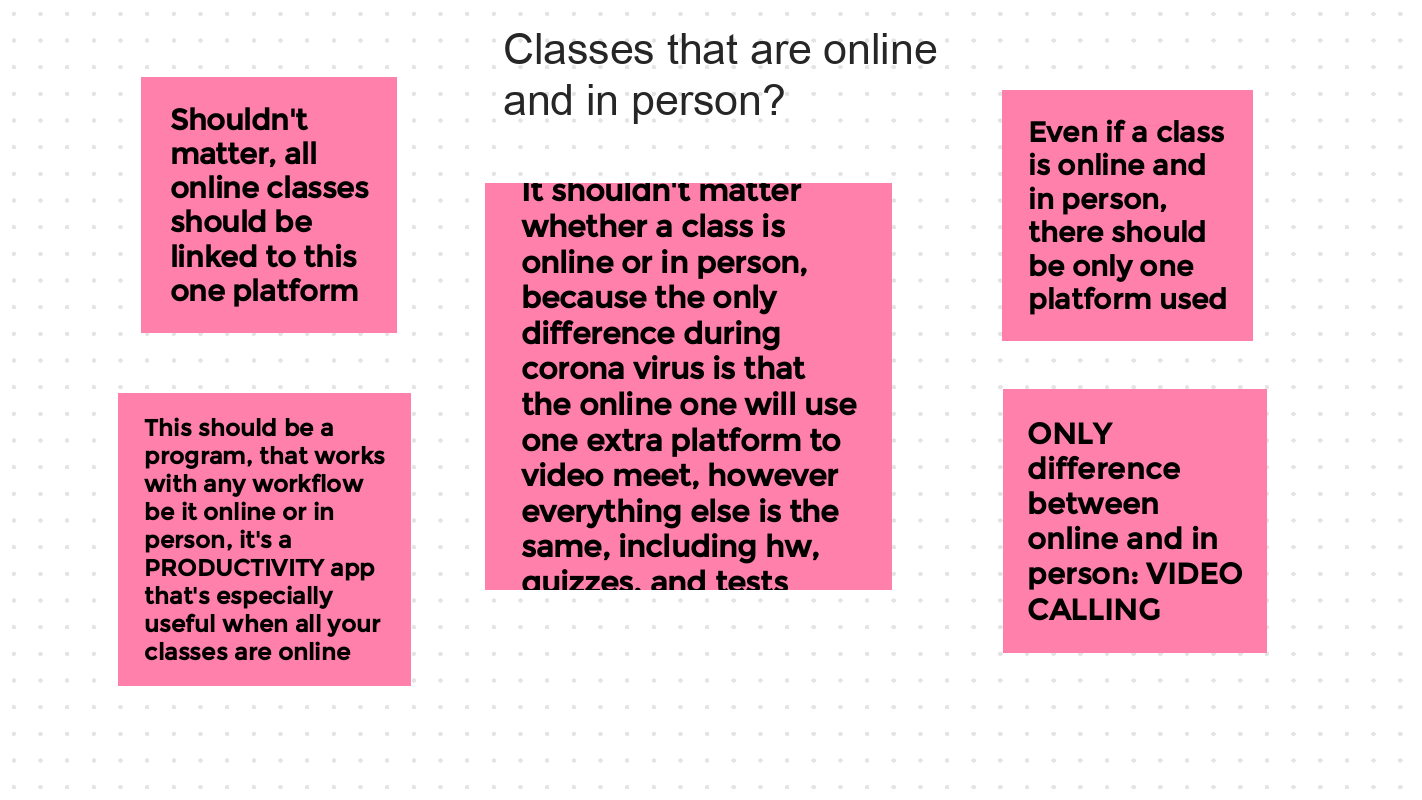 Classes that are online
and in person?
Shouldn't
matter, all
online classes
should be
linked to this
one platform
This should be a
program, that works
with any workflow
be it online or in
person, it's a
PRODUCTIVITY app
that's especially
useful when all your
classes are online
It shouldn't matter
whether a class is
online or in person,
because the only
difference during
corona virus is that
the online one will use
one extra platform to
video meet, however
everything else is the
same, including hw,
quizzes, and tests
Even if a class
is online and
in person,
there should
be only one
platform used
ONLY
difference
between
online and in
person: VIDEO
CALLING